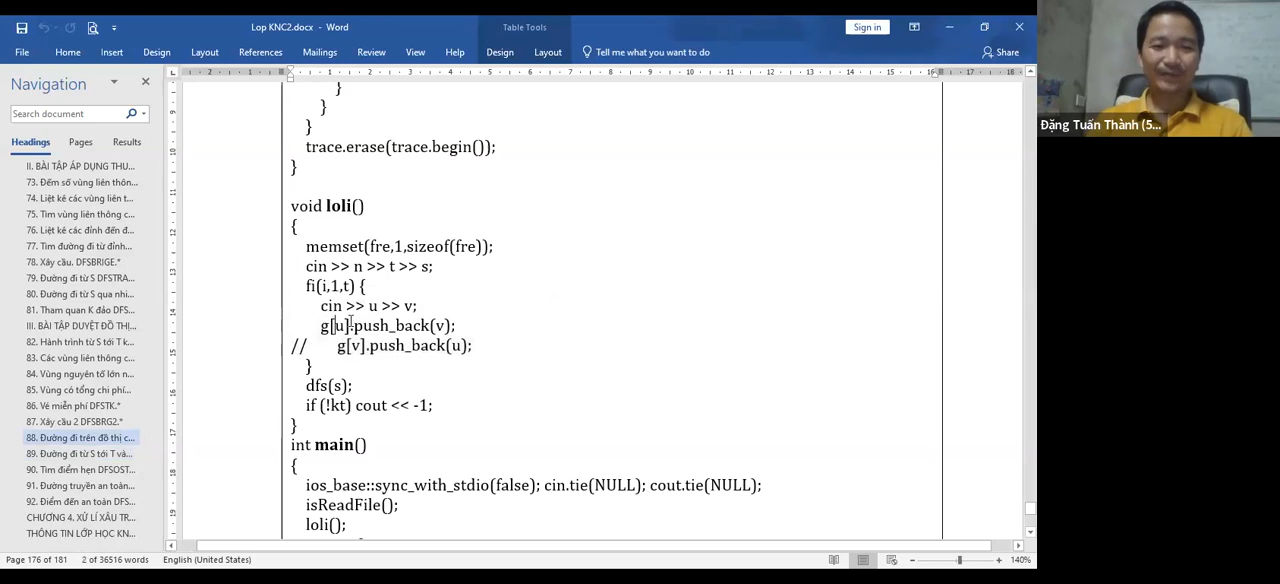 Lop KNC2.docx - Word
Table Tools
Sign in
File Home Insert Design Layout References Mailings Review View Help Design Layout Tell me what you want to do
Share
Navigation
Search document
Headings Pages Results
II. BÀI TẬP ÁP DỤNG THU...
73. Đếm số vùng liên thôn...
74. Liệt kê các vùng liên t...
75. Tìm vùng liên thông c...
76. Liệt kê các đỉnh đến đ...
77. Tìm đường đi từ đỉnh...
78. Xây cầu. DFSBRIGE.*
79. Đường đi từ S DFSTRA...
80. Đường đi từ S qua nhi...
81. Tham quan K đảo DFS...
III. BÀI TẬP DUYỆT ĐỒ THỊ...
82. Hành trình từ S tới T k...
83. Các vùng liên thông...
84. Vùng nguyên tố lớn n...
85. Vùng có tổng chi phí...
86. Vé miễn phí DFSTK.*
87. Xây cầu 2 DFSBRG2.*
88. Đường đi trên đồ thị c...
89. Đường đi từ S tới T và...
90. Tìm điểm hẹn DFSOST...
91. Đường truyền an toàn...
92. Điểm đến an toàn DFS...
CHƯƠNG 4. XỬ LÍ XÂU TR...
THÔNG TIN LỚP HỌC KN...
}
}
}
trace.erase(trace.begin());
}
void loli()
{
memset(fre,1,sizeof(fre));
cin >> n >> t >> s;
fi(i,1,t) {
cin >> u >> v;
g[u].push_back(v);
// g[v].push_back(u);
}
dfs(s);
if (!kt) cout << -1;
}
int main()
{
ios_base::sync_with_stdio(false); cin.tie(NULL); cout.tie(NULL);
isReadFile();
loli();
Đặng Tuấn Thành (5...
Page 176 of 181 2 of 36516 words English (United States)
140%